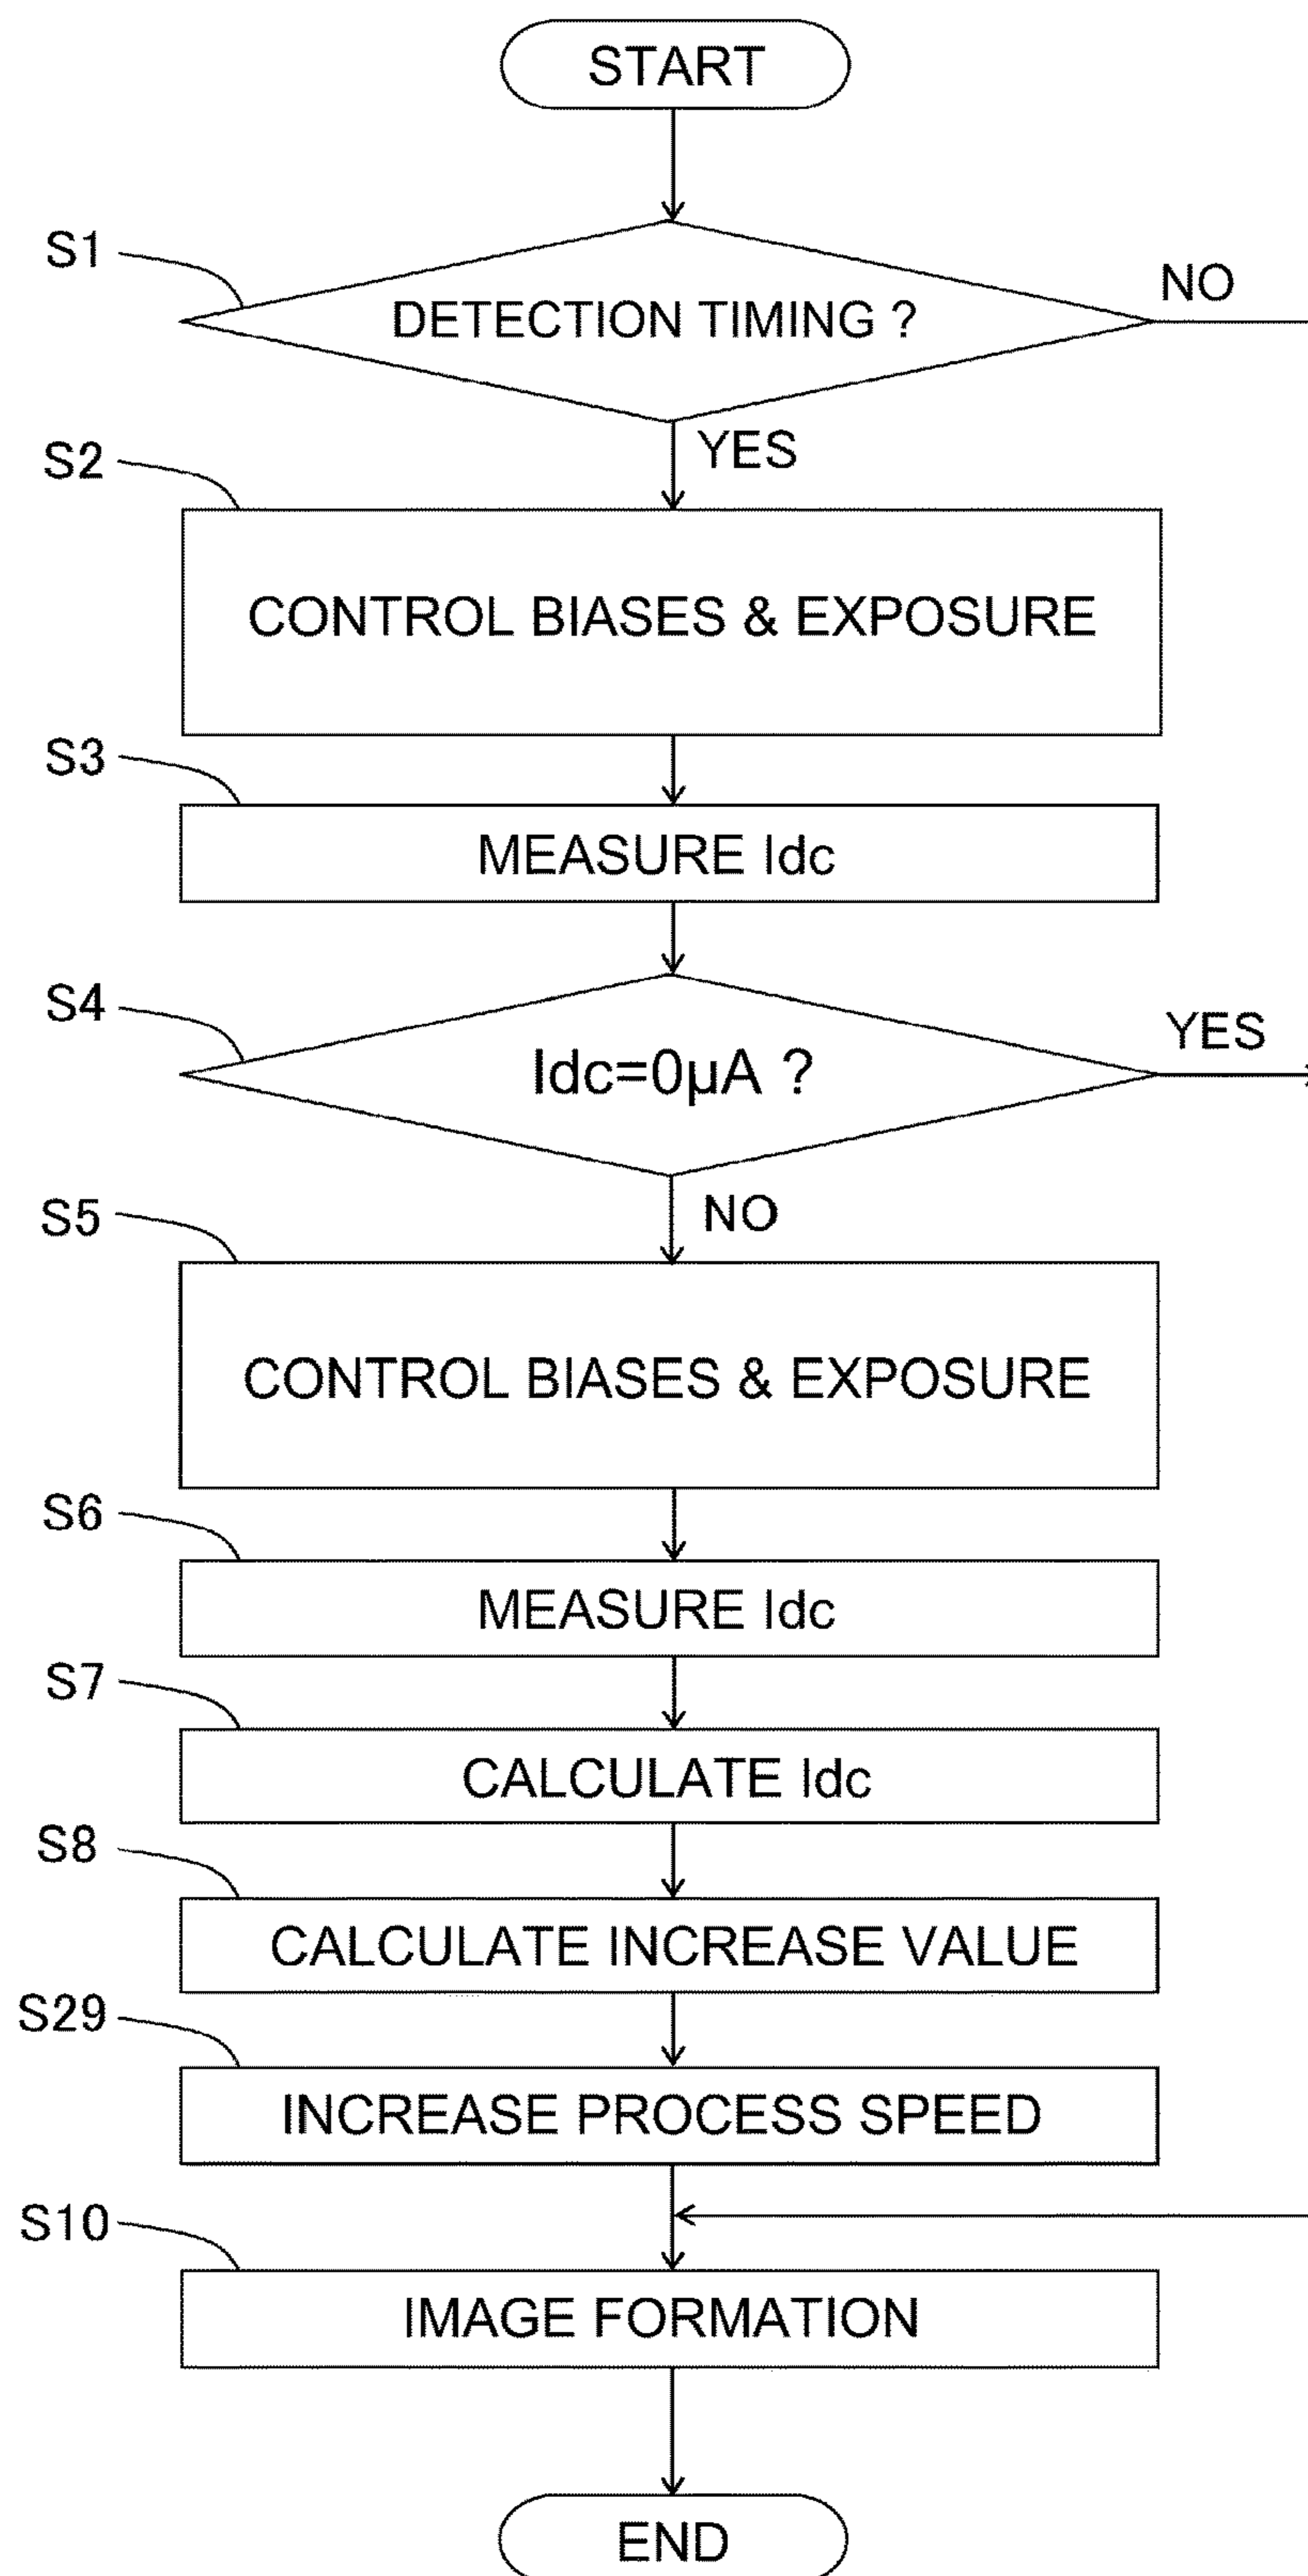 START
S1
DETECTION TIMING ?
NO
YES
S2
CONTROL BIASES & EXPOSURE
S3
MEASURE Idc
S4
Idc=0μA ?
YES
NO
S5
CONTROL BIASES & EXPOSURE
S6
MEASURE Idc
S7
CALCULATE Idc
S8
CALCULATE INCREASE VALUE
S29
INCREASE PROCESS SPEED
S10
IMAGE FORMATION
END